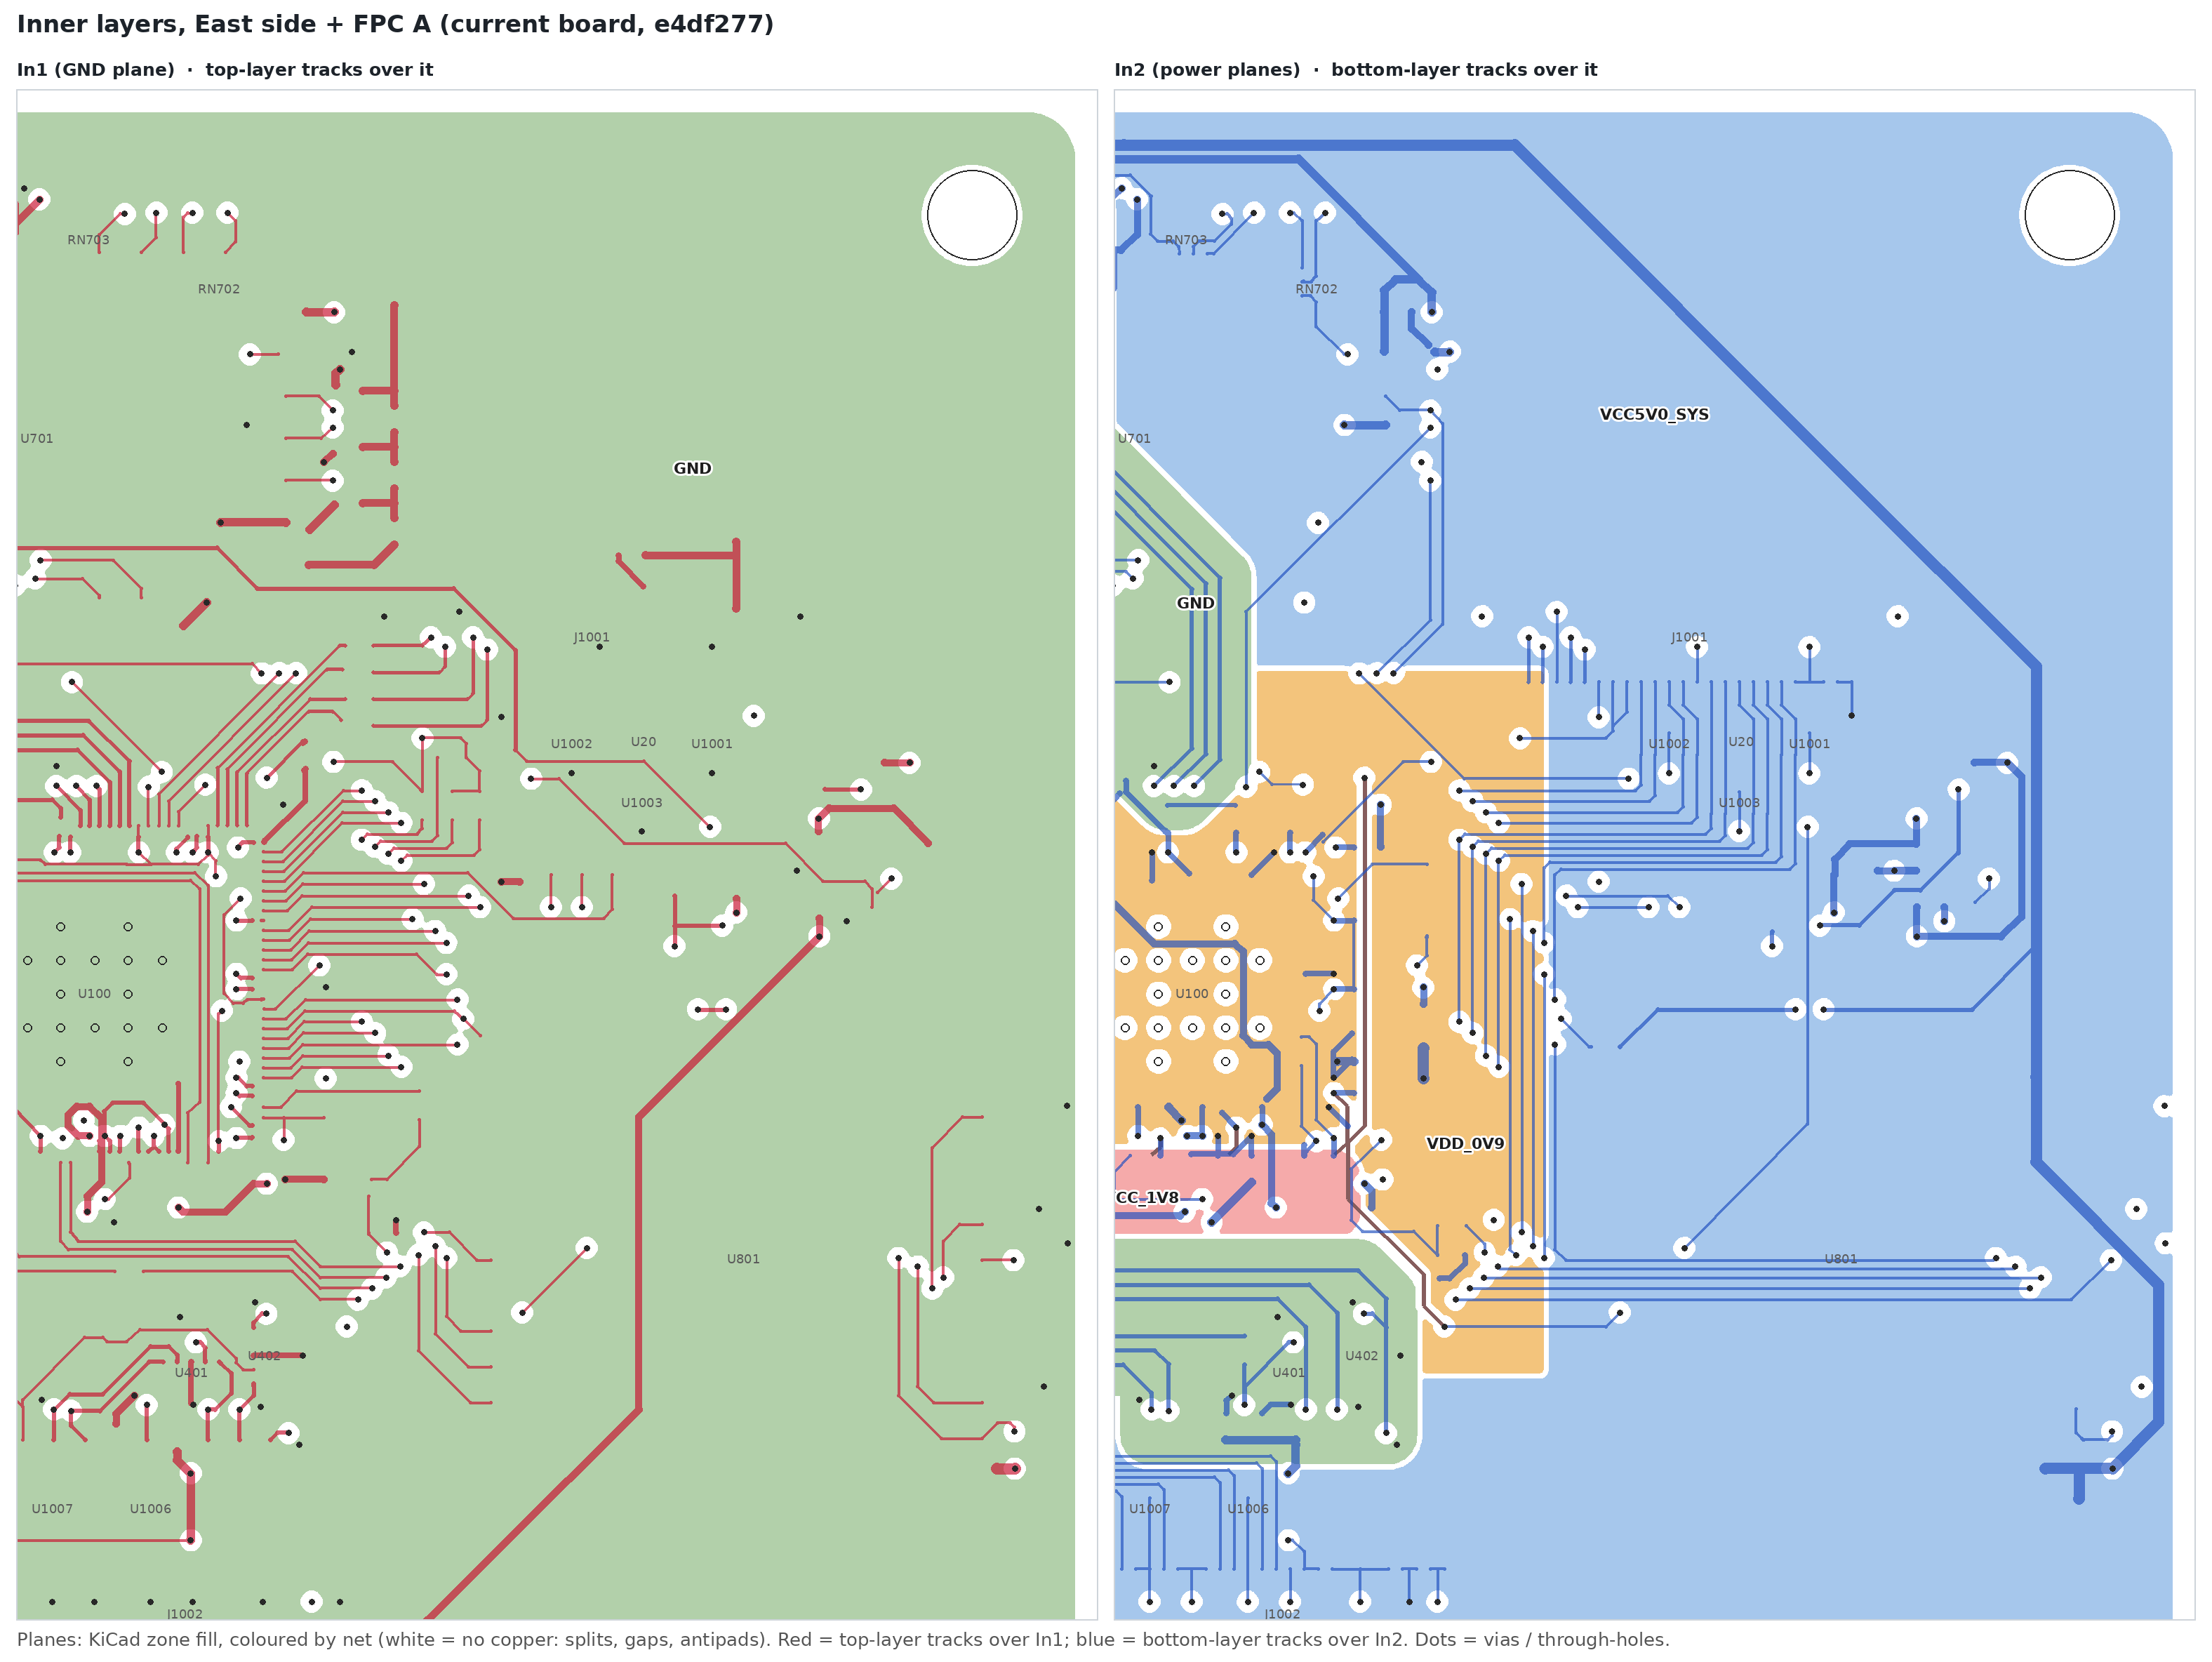 Inner layers, East side + FPC A (current board, e4df277)
In1 (GND plane)  ·  top-layer tracks over it
In2 (power planes)  ·  bottom-layer tracks over it
RN703
RN702
U701
GND
J1001
U1002
U20
U1001
U1003
U100
U801
U402
U401
U1007
U1006
J1002
RN703
RN702
VCC5V0_SYS
U701
GND
J1001
U1002
U20
U1001
U1003
U100
VDD_0V9
CC_1V8
U801
U402
U401
U1007
U1006
J1002
Planes: KiCad zone fill, coloured by net (white = no copper: splits, gaps, antipads). Red = top-layer tracks over In1; blue = bottom-layer tracks over In2. Dots = vias / through-holes.